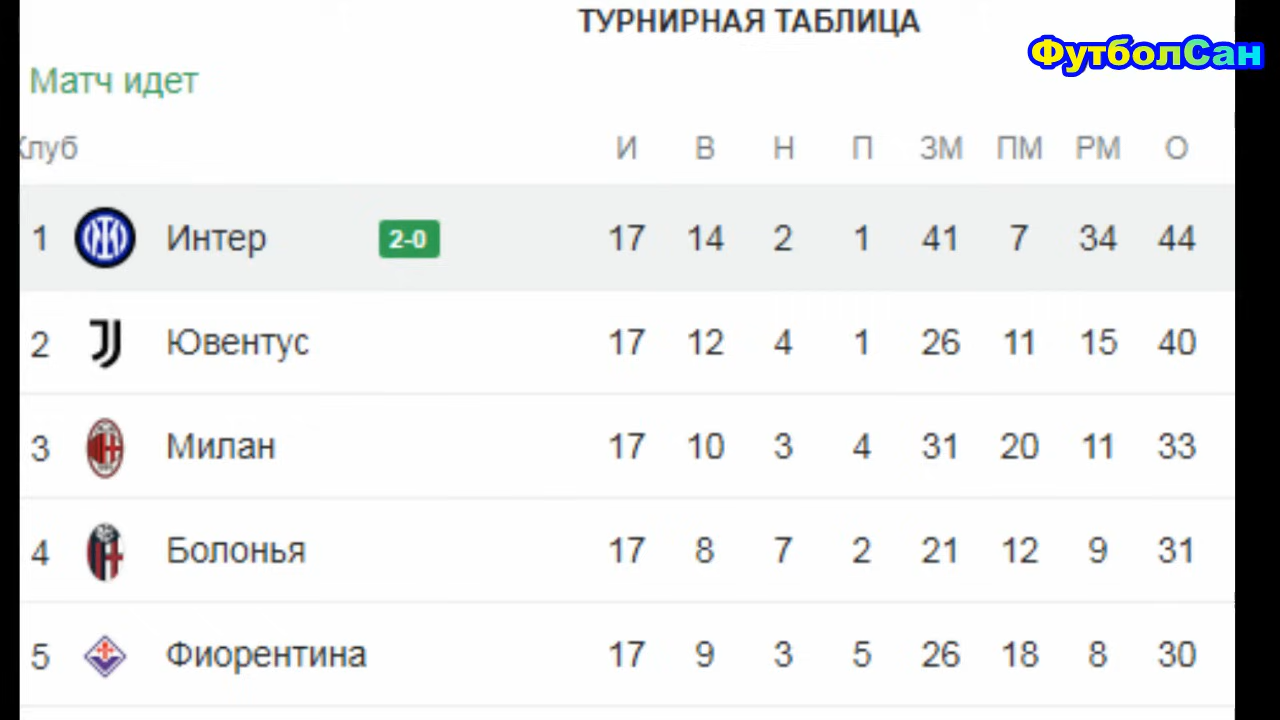 ТУРНИРНАЯ ТАБЛИЦА
ФутболСан
Матч идет
Клуб И В Н П ЗМ ПМ РМ О
1 Интер 2-0 17 14 2 1 41 7 34 44
2 Ювентус 17 12 4 1 26 11 15 40
3 Милан 17 10 3 4 31 20 11 33
4 Болонья 17 8 7 2 21 12 9 31
5 Фиорентина 17 9 3 5 26 18 8 30